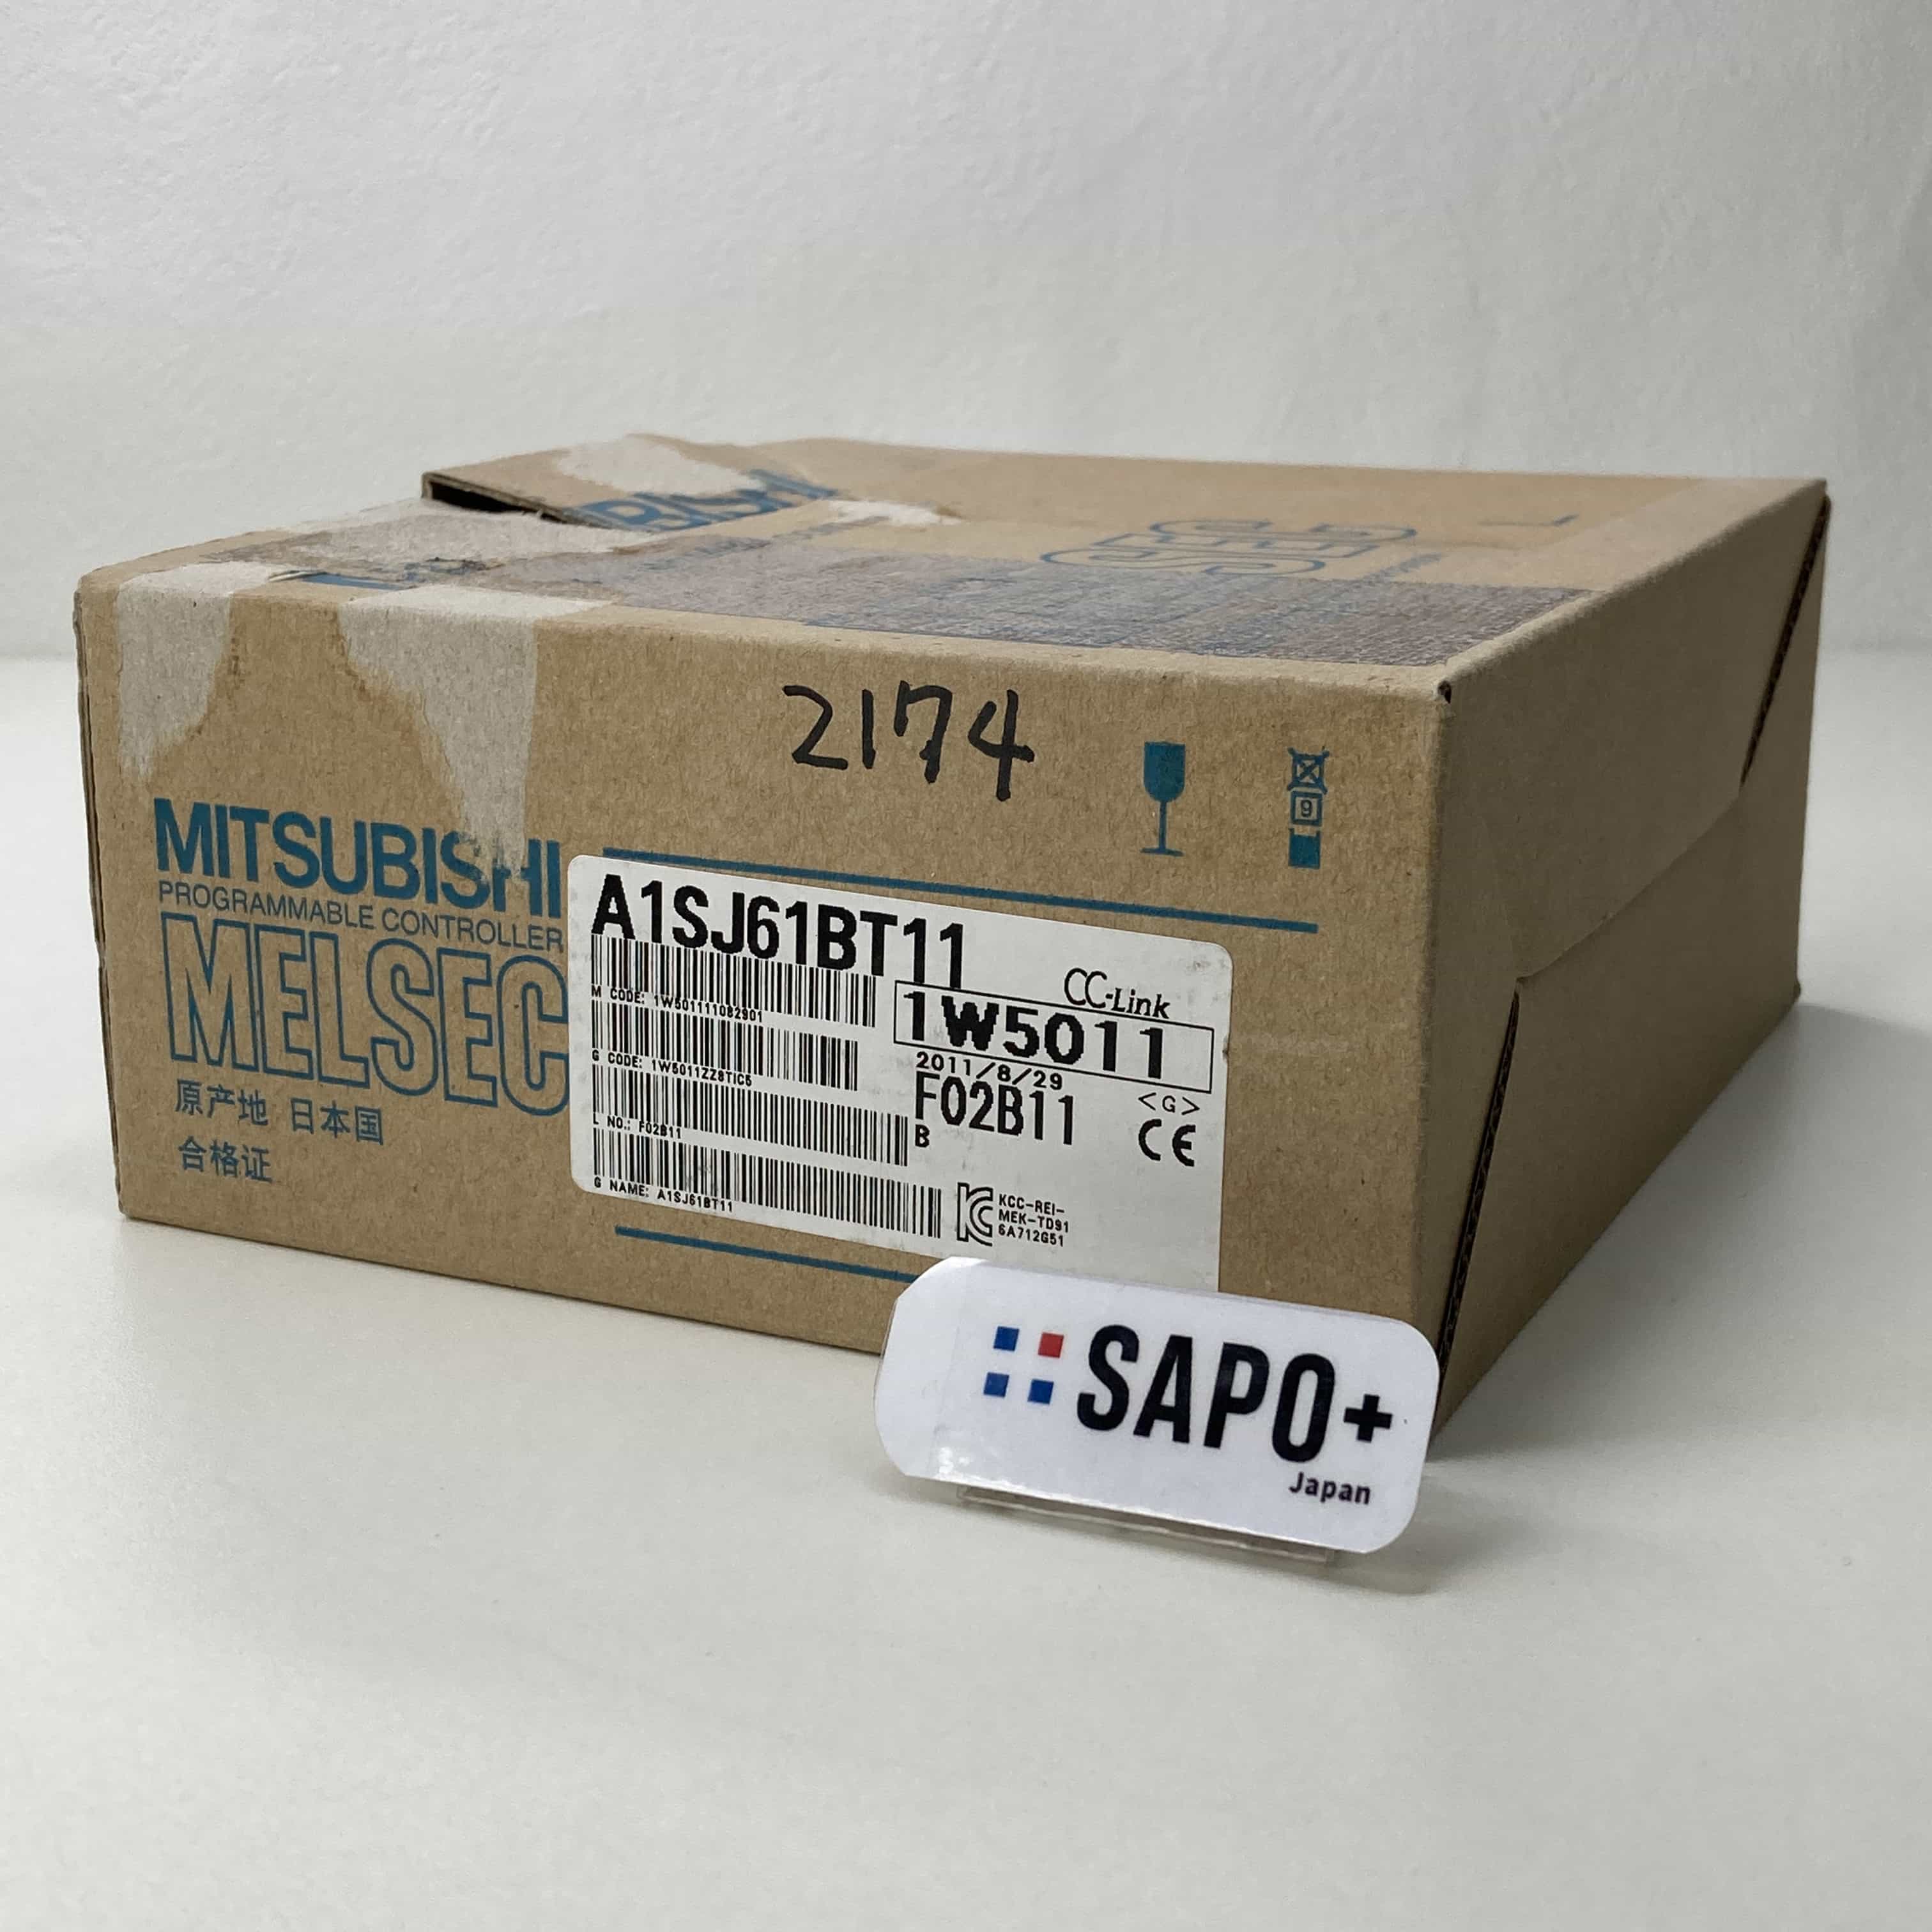 BISHI
2174
9
MITSUBISHI
PROGRAMMABLE CONTROLLER
MELSEC
原产地 日本国
合格证
A1SJ61BT11
CC-Link
M CODE: 1W501111082901
1W5011
2011/8/29
G CODE: 1W5011ZZ8TIC5
F02B11
<G>
B
CE
L NO.: F02B11
G NAME: A1SJ61BT11
KCC-REI-
MEK-TD91
6A712G51
SAPO+
Japan